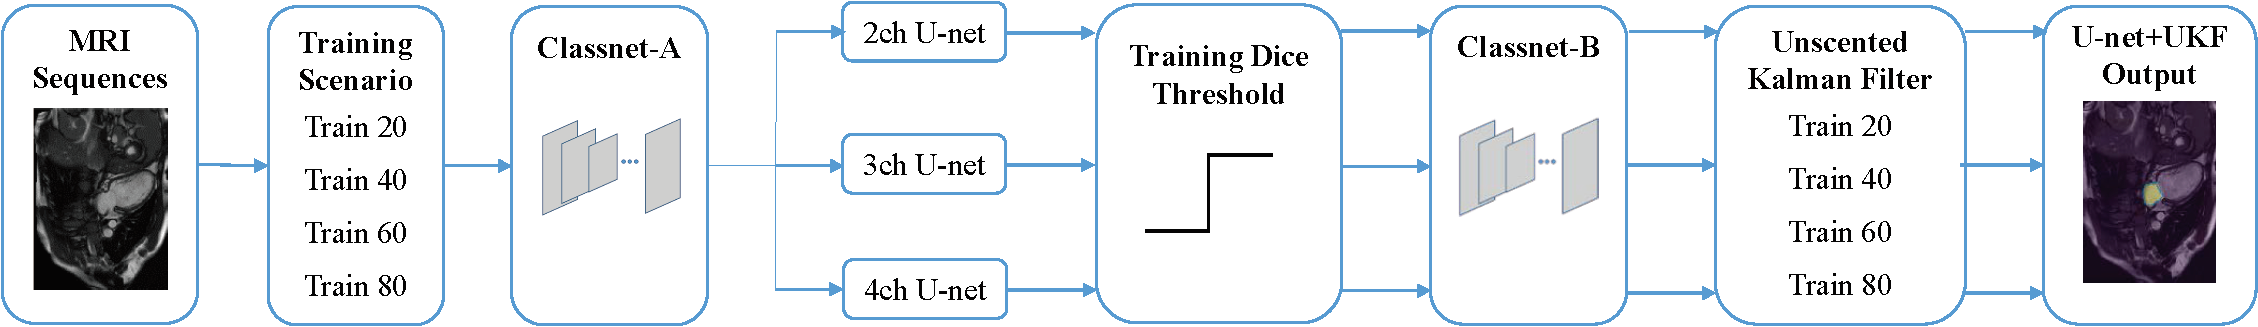 MRI
Sequences
Training
Scenario
Train 20
Train 40
Train 60
Train 80
Classnet-A
2ch U-net
3ch U-net
4ch U-net
Training Dice
Threshold
Classnet-B
Unscented
Kalman Filter
Train 20
Train 40
Train 60
Train 80
U-net+UKF
Output